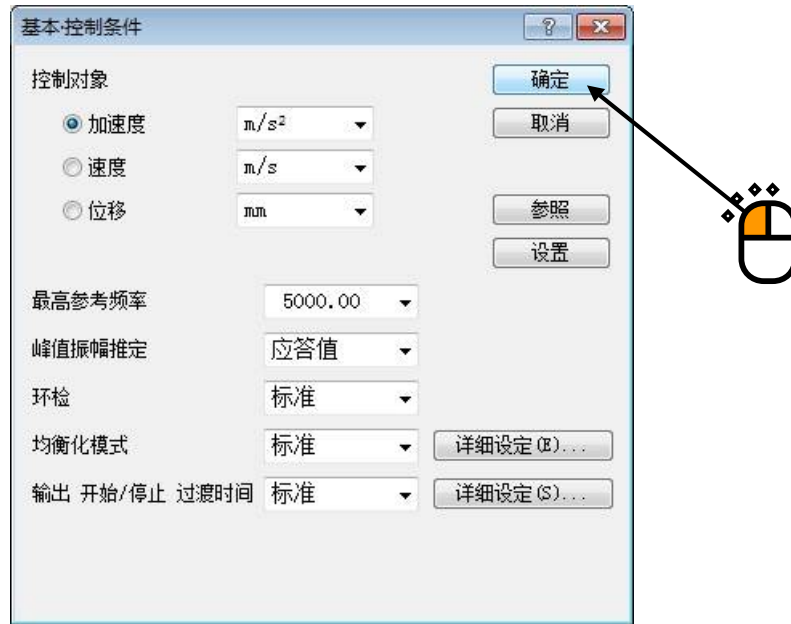 基本·控制条件
控制对象
确定
加速度 m/s² 取消
速度 m/s
位移 mm 参照
设置
最高参考频率 5000.00
峰值振幅推定 应答值
环检 标准
均衡化模式 标准 详细设定(E)...
输出 开始/停止 过渡时间 标准 详细设定(S)...